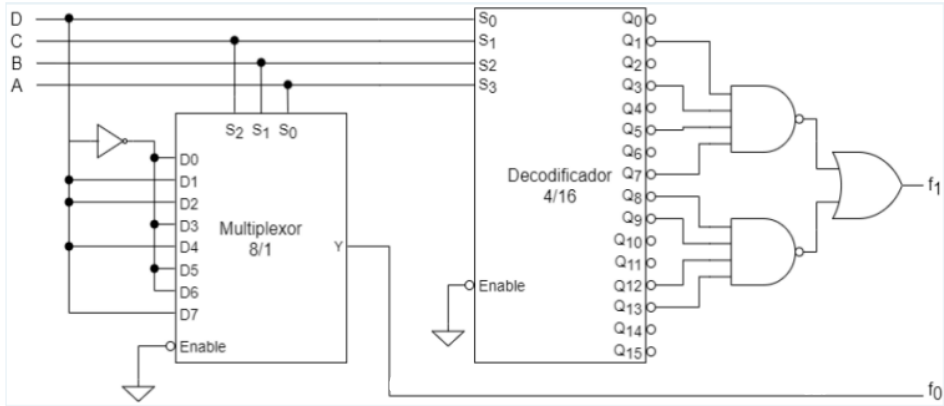 D
C
B
A
S2 S1 S0
D0
D1
D2
D3
D4
D5
D6
D7
Multiplexor
8/1
Y
Enable
S0
S1
S2
S3
Decodificador
4/16
Enable
Q0
Q1
Q2
Q3
Q4
Q5
Q6
Q7
Q8
Q9
Q10
Q11
Q12
Q13
Q14
Q15
f1
f0